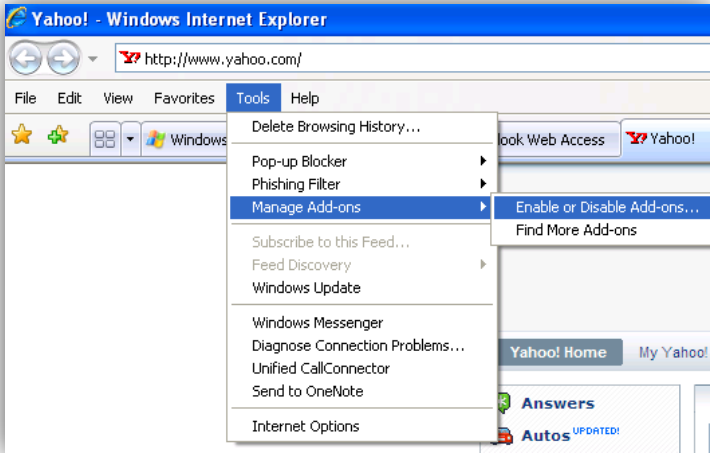 Yahoo! - Windows Internet Explorer
http://www.yahoo.com/
File Edit View Favorites Tools Help
Windows
look Web Access
Yahoo!
Delete Browsing History...
Pop-up Blocker
Phishing Filter
Manage Add-ons
Enable or Disable Add-ons...
Find More Add-ons
Subscribe to this Feed...
Feed Discovery
Windows Update
Windows Messenger
Diagnose Connection Problems...
Unified CallConnector
Send to OneNote
Internet Options
Yahoo! Home My Yahoo!
Answers
Autos UPDATED!